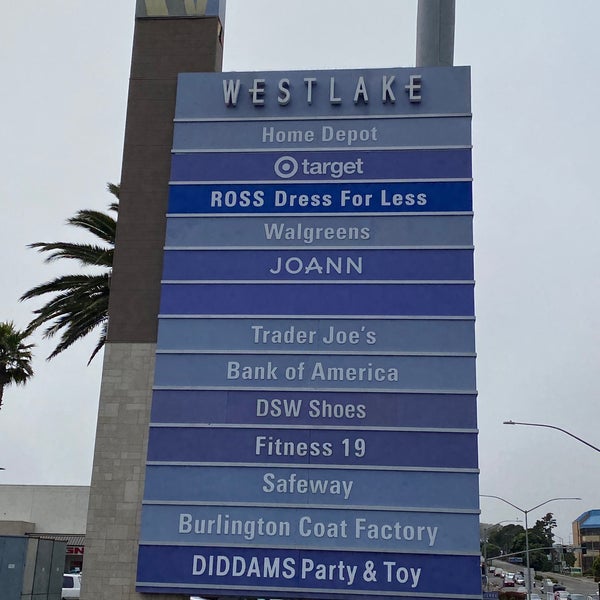 WESTLAKE
Home Depot
target
ROSS Dress For Less
Walgreens
JOANN
Trader Joe's
Bank of America
DSW Shoes
Fitness 19
Safeway
Burlington Coat Factory
DIDDAMS Party & Toy